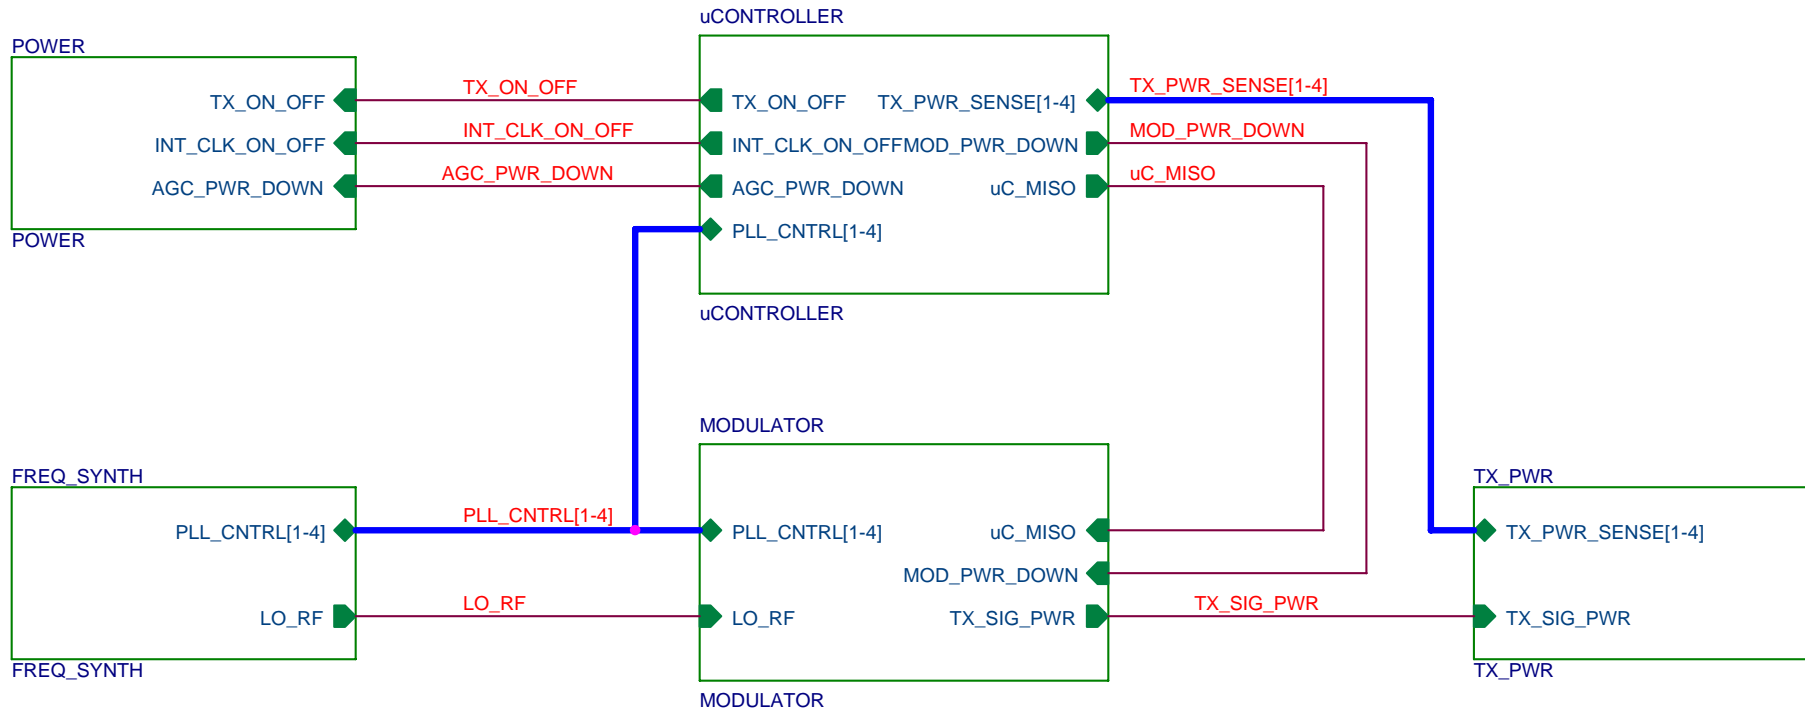 uCONTROLLER
POWER
TX_ON_OFF
INT_CLK_ON_OFF
AGC_PWR_DOWN
POWER
TX_ON_OFF
INT_CLK_ON_OFF
AGC_PWR_DOWN
TX_ON_OFF
INT_CLK_ON_OFF
AGC_PWR_DOWN
PLL_CNTRL[1-4]
TX_PWR_SENSE[1-4]
MOD_PWR_DOWN
uC_MISO
TX_PWR_SENSE[1-4]
MOD_PWR_DOWN
uC_MISO
uCONTROLLER
MODULATOR
FREQ_SYNTH
PLL_CNTRL[1-4]
LO_RF
FREQ_SYNTH
PLL_CNTRL[1-4]
LO_RF
PLL_CNTRL[1-4]
LO_RF
uC_MISO
MOD_PWR_DOWN
TX_SIG_PWR
MODULATOR
TX_SIG_PWR
TX_PWR
TX_PWR_SENSE[1-4]
TX_SIG_PWR
TX_PWR